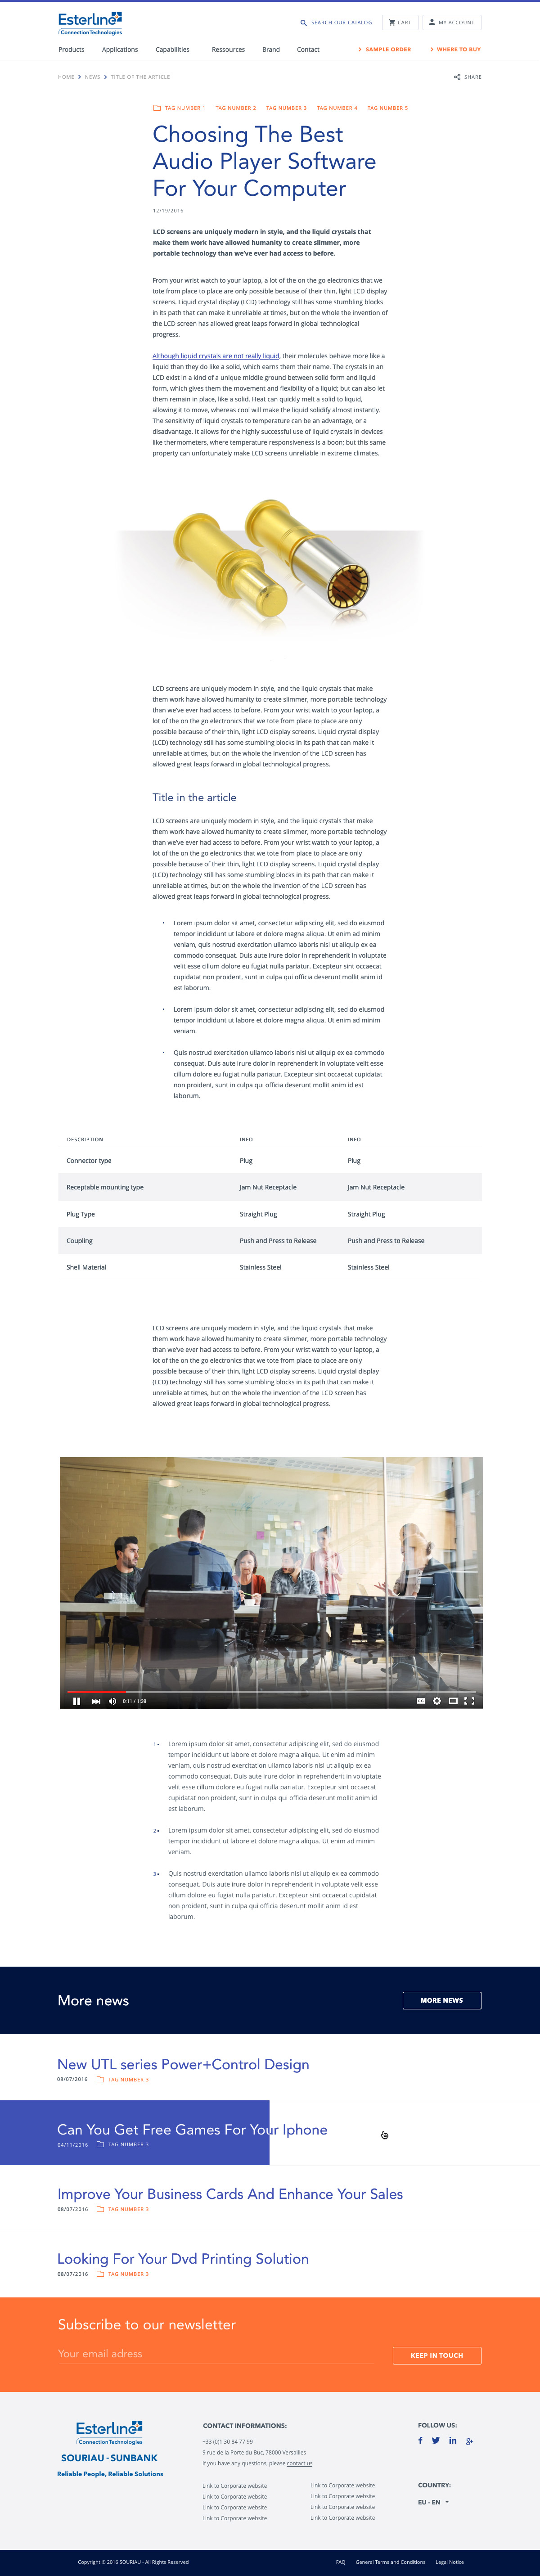 Esterline
Connection Technologies
SEARCH OUR CATALOG
CART
MY ACCOUNT
Products Applications Capabilities Ressources Brand Contact
SAMPLE ORDER
WHERE TO BUY
HOME > NEWS > TITLE OF THE ARTICLE
SHARE
TAG NUMBER 1 TAG NUMBER 2 TAG NUMBER 3 TAG NUMBER 4 TAG NUMBER 5
Choosing The Best
Audio Player Software
For Your Computer
12/19/2016
LCD screens are uniquely modern in style, and the liquid crystals that
make them work have allowed humanity to create slimmer, more
portable technology than we've ever had access to before.
From your wrist watch to your laptop, a lot of the on the go electronics that we
tote from place to place are only possible because of their thin, light LCD display
screens. Liquid crystal display (LCD) technology still has some stumbling blocks
in its path that can make it unreliable at times, but on the whole the invention of
the LCD screen has allowed great leaps forward in global technological
progress.
Although liquid crystals are not really liquid, their molecules behave more like a
liquid than they do like a solid, which earns them their name. The crystals in an
LCD exist in a kind of a unique middle ground between solid form and liquid
form, which gives them the movement and flexibility of a liquid; but can also let
them remain in place, like a solid. Heat can quickly melt a solid to liquid,
allowing it to move, whereas cool will make the liquid solidify almost instantly.
The sensitivity of liquid crystals to temperature can be an advantage, or a
disadvantage. It allows for the highly successful use of liquid crystals in devices
like thermometers, where temperature responsiveness is a boon; but this same
property can unfortunately make LCD screens unreliable in extreme climates.
LCD screens are uniquely modern in style, and the liquid crystals that make
them work have allowed humanity to create slimmer, more portable technology
than we've ever had access to before. From your wrist watch to your laptop, a
lot of the on the go electronics that we tote from place to place are only
possible because of their thin, light LCD display screens. Liquid crystal display
(LCD) technology still has some stumbling blocks in its path that can make it
unreliable at times, but on the whole the invention of the LCD screen has
allowed great leaps forward in global technological progress.
Title in the article
LCD screens are uniquely modern in style, and the liquid crystals that make
them work have allowed humanity to create slimmer, more portable technology
than we've ever had access to before. From your wrist watch to your laptop, a
lot of the on the go electronics that we tote from place to place are only
possible because of their thin, light LCD display screens. Liquid crystal display
(LCD) technology still has some stumbling blocks in its path that can make it
unreliable at times, but on the whole the invention of the LCD screen has
allowed great leaps forward in global technological progress.
• Lorem ipsum dolor sit amet, consectetur adipiscing elit, sed do eiusmod
tempor incididunt ut labore et dolore magna aliqua. Ut enim ad minim
veniam, quis nostrud exercitation ullamco laboris nisi ut aliquip ex ea
commodo consequat. Duis aute irure dolor in reprehenderit in voluptate
velit esse cillum dolore eu fugiat nulla pariatur. Excepteur sint occaecat
cupidatat non proident, sunt in culpa qui officia deserunt mollit anim id
est laborum.
• Lorem ipsum dolor sit amet, consectetur adipiscing elit, sed do eiusmod
tempor incididunt ut labore et dolore magna aliqua. Ut enim ad minim
veniam.
• Quis nostrud exercitation ullamco laboris nisi ut aliquip ex ea commodo
consequat. Duis aute irure dolor in reprehenderit in voluptate velit esse
cillum dolore eu fugiat nulla pariatur. Excepteur sint occaecat cupidatat
non proident, sunt in culpa qui officia deserunt mollit anim id est
laborum.
DESCRIPTION INFO INFO
Connector type Plug Plug
Receptable mounting type Jam Nut Receptacle Jam Nut Receptacle
Plug Type Straight Plug Straight Plug
Coupling Push and Press to Release Push and Press to Release
Shell Material Stainless Steel Stainless Steel
LCD screens are uniquely modern in style, and the liquid crystals that make
them work have allowed humanity to create slimmer, more portable technology
than we've ever had access to before. From your wrist watch to your laptop, a
lot of the on the go electronics that we tote from place to place are only
possible because of their thin, light LCD display screens. Liquid crystal display
(LCD) technology still has some stumbling blocks in its path that can make it
unreliable at times, but on the whole the invention of the LCD screen has
allowed great leaps forward in global technological progress.
0:11 / 1:38
CC
1• Lorem ipsum dolor sit amet, consectetur adipiscing elit, sed do eiusmod
tempor incididunt ut labore et dolore magna aliqua. Ut enim ad minim
veniam, quis nostrud exercitation ullamco laboris nisi ut aliquip ex ea
commodo consequat. Duis aute irure dolor in reprehenderit in voluptate
velit esse cillum dolore eu fugiat nulla pariatur. Excepteur sint occaecat
cupidatat non proident, sunt in culpa qui officia deserunt mollit anim id
est laborum.
2• Lorem ipsum dolor sit amet, consectetur adipiscing elit, sed do eiusmod
tempor incididunt ut labore et dolore magna aliqua. Ut enim ad minim
veniam.
3• Quis nostrud exercitation ullamco laboris nisi ut aliquip ex ea commodo
consequat. Duis aute irure dolor in reprehenderit in voluptate velit esse
cillum dolore eu fugiat nulla pariatur. Excepteur sint occaecat cupidatat
non proident, sunt in culpa qui officia deserunt mollit anim id est
laborum.
More news
MORE NEWS
New UTL series Power+Control Design
08/07/2016 TAG NUMBER 3
Can You Get Free Games For Your Iphone
04/11/2016 TAG NUMBER 3
Improve Your Business Cards And Enhance Your Sales
08/07/2016 TAG NUMBER 3
Looking For Your Dvd Printing Solution
08/07/2016 TAG NUMBER 3
Subscribe to our newsletter
Your email adress
KEEP IN TOUCH
Esterline
Connection Technologies
SOURIAU - SUNBANK
Reliable People, Reliable Solutions
CONTACT INFORMATIONS:
+33 (0)1 30 84 77 99
9 rue de la Porte du Buc, 78000 Versailles
If you have any questions, please contact us
Link to Corporate website
Link to Corporate website
Link to Corporate website
Link to Corporate website
Link to Corporate website
Link to Corporate website
Link to Corporate website
Link to Corporate website
FOLLOW US:
COUNTRY:
EU - EN
Copyright © 2016 SOURIAU - All Rights Reserved
FAQ General Terms and Conditions Legal Notice